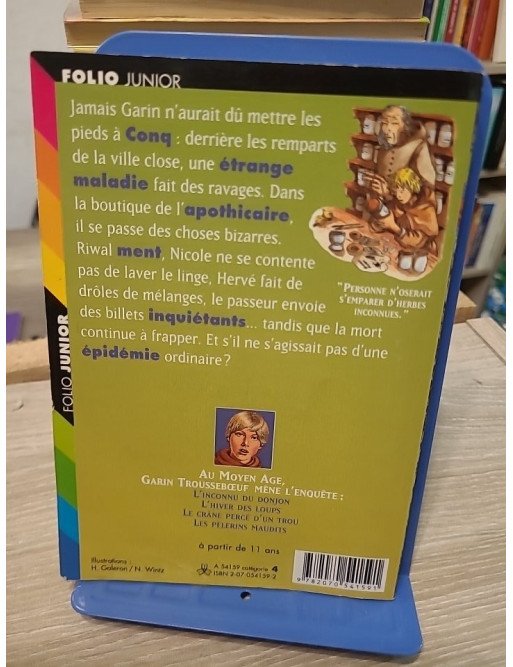 FOLIO JUNIOR
Jamais Garin n'aurait dû mettre les
pieds à Conq : derrière les remparts
de la ville close, une étrange
maladie fait des ravages. Dans
la boutique de l'apothicaire,
il se passe des choses bizarres.
Riwal ment, Nicole ne se contente
pas de laver le linge, Hervé fait de
drôles de mélanges, le passeur envoie
des billets inquiétants... tandis que la mort
continue à frapper. Et s'il ne s'agissait pas d'une
épidémie ordinaire ?
"PERSONNE N'OSERAIT
S'EMPARER D'HERBES
INCONNUES."
FOLIO JUNIOR
AU MOYEN AGE,
GARIN TROUSSEBŒUF MÈNE L'ENQUÊTE :
L'INCONNU DU DONJON
L'HIVER DES LOUPS
LE CRÂNE PERCÉ D'UN TROU
LES PÈLERINS MAUDITS
à partir de 11 ans
Illustrations :
H. Galeron / N. Wintz
A 54159 catégorie 4
ISBN 2-07-054159-2
9 782070 541591